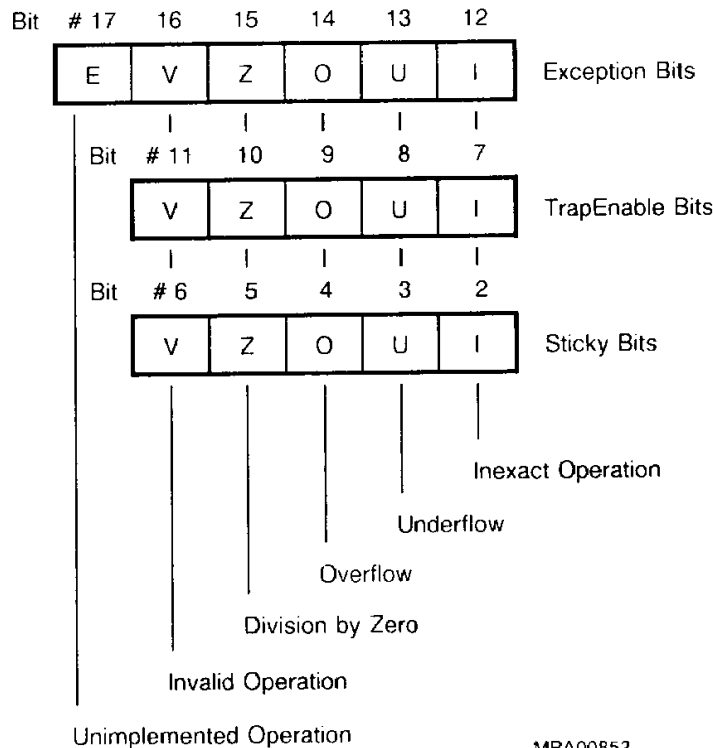 Bit # 17 16 15 14 13 12
E V Z O U I Exception Bits
Bit # 11 10 9 8 7
V Z O U I TrapEnable Bits
Bit # 6 5 4 3 2
V Z O U I Sticky Bits
Inexact Operation
Underflow
Overflow
Division by Zero
Invalid Operation
Unimplemented Operation